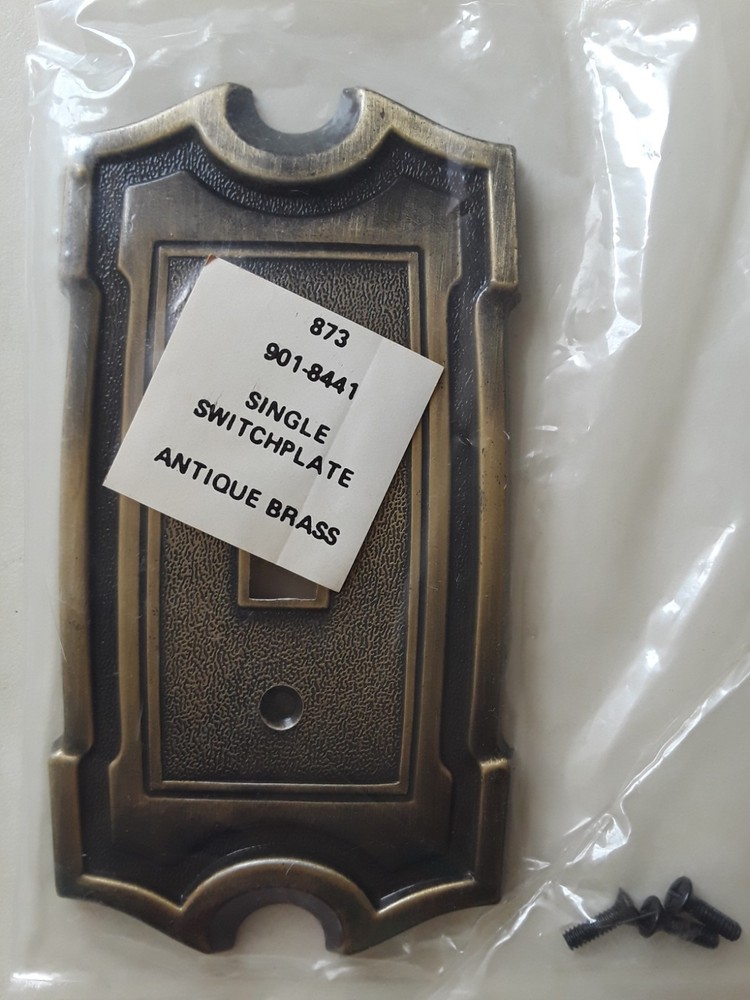 873
901-8441
SINGLE
SWITCHPLATE
ANTIQUE BRASS